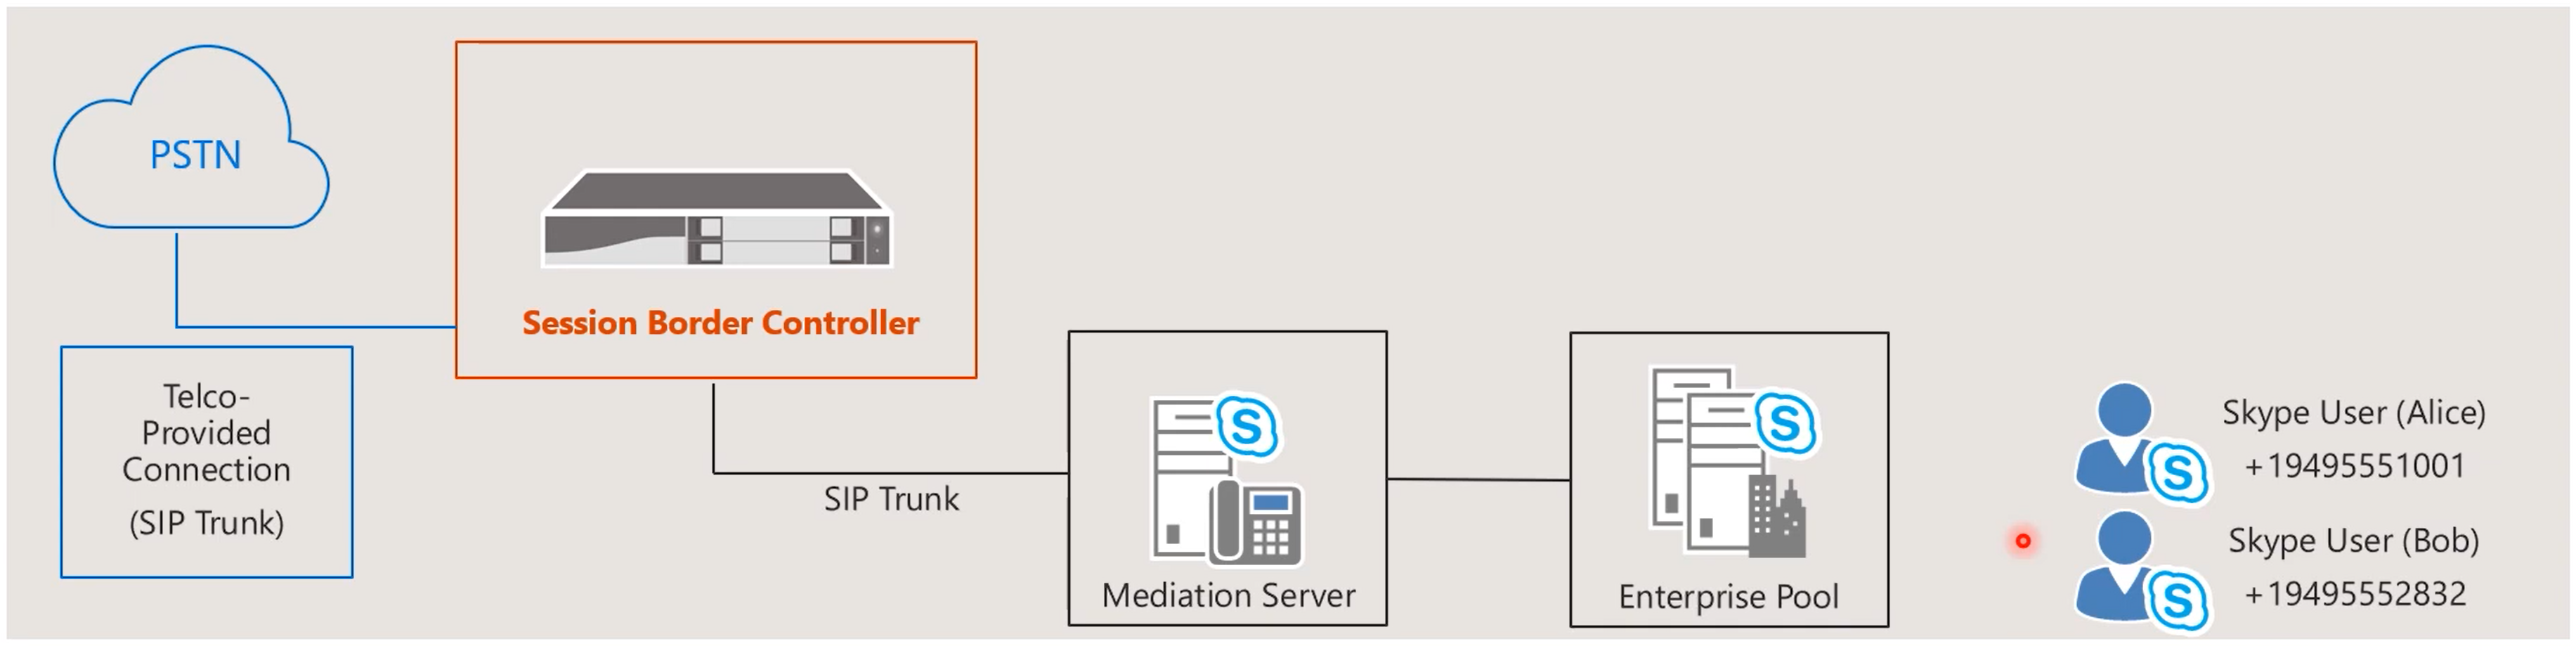 PSTN
Telco-
Provided
Connection
(SIP Trunk)
Session Border Controller
SIP Trunk
Mediation Server
Enterprise Pool
Skype User (Alice)
+19495551001
Skype User (Bob)
+19495552832